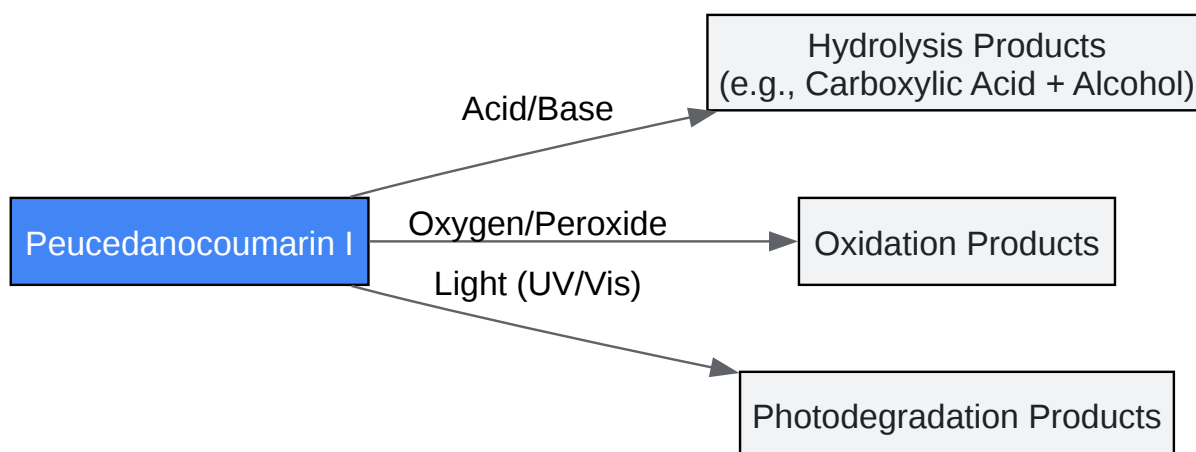 Hydrolysis Products
(e.g., Carboxylic Acid + Alcohol)
Acid/Base
Peucedanocoumarin I
Oxygen/Peroxide
Oxidation Products
Light (UV/Vis)
Photodegradation Products